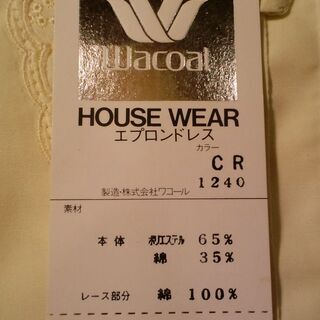 Wacoal
HOUSE WEAR
エプロンドレス
カラー
CR
1240
製造・株式会社ワコール
素材
本体 ポリエステル 65%
綿 35%
レース部分 綿 100%